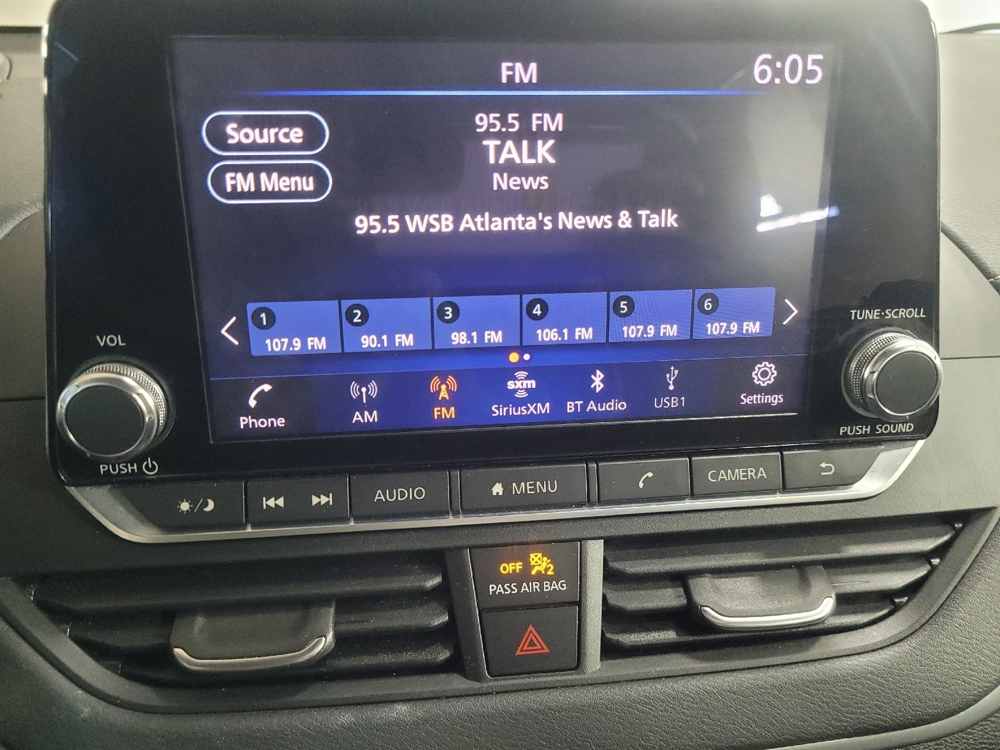 FM
6:05
Source
95.5 FM
TALK
FM Menu
News
95.5 WSB Atlanta's News & Talk
1
107.9 FM
2
90.1 FM
3
98.1 FM
4
106.1 FM
5
107.9 FM
6
107.9 FM
VOL
TUNE·SCROLL
Phone
AM
FM
sxm
SiriusXM
BT Audio
USB1
Settings
PUSH
PUSH SOUND
AUDIO
MENU
CAMERA
OFF
2
PASS AIR BAG